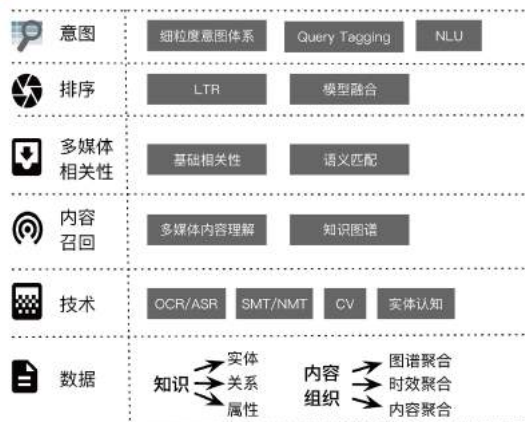 意图
细粒度意图体系
Query Tagging
NLU
排序
LTR
模型融合
多媒体
相关性
基础相关性
语义匹配
内容
召回
多媒体内容理解
知识图谱
技术
OCR/ASR
SMT/NMT
CV
实体认知
数据
知识
实体
关系
属性
内容
组织
图谱聚合
时效聚合
内容聚合